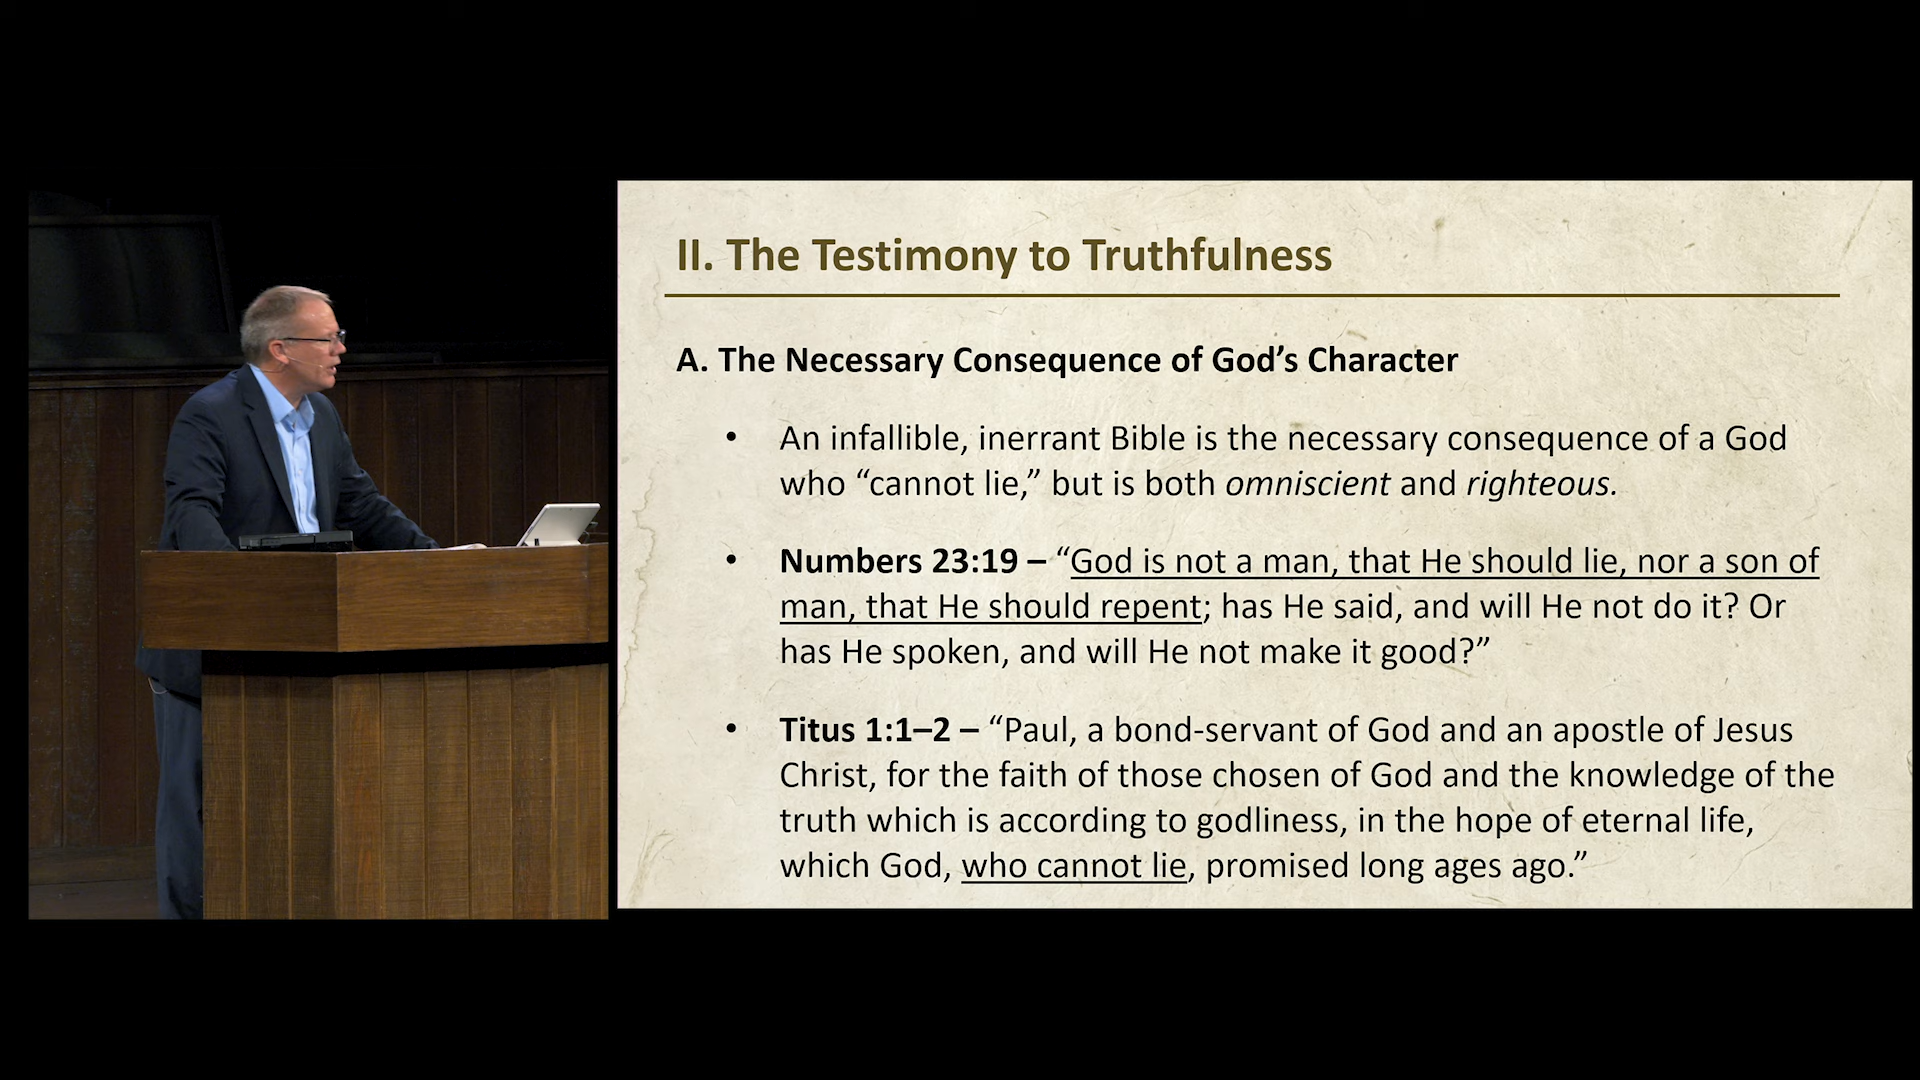 II. The Testimony to Truthfulness
A. The Necessary Consequence of God’s Character
• An infallible, inerrant Bible is the necessary consequence of a God
who “cannot lie,” but is both omniscient and righteous.
• Numbers 23:19 – “God is not a man, that He should lie, nor a son of
man, that He should repent; has He said, and will He not do it? Or
has He spoken, and will He not make it good?”
• Titus 1:1–2 – “Paul, a bond-servant of God and an apostle of Jesus
Christ, for the faith of those chosen of God and the knowledge of the
truth which is according to godliness, in the hope of eternal life,
which God, who cannot lie, promised long ages ago.”